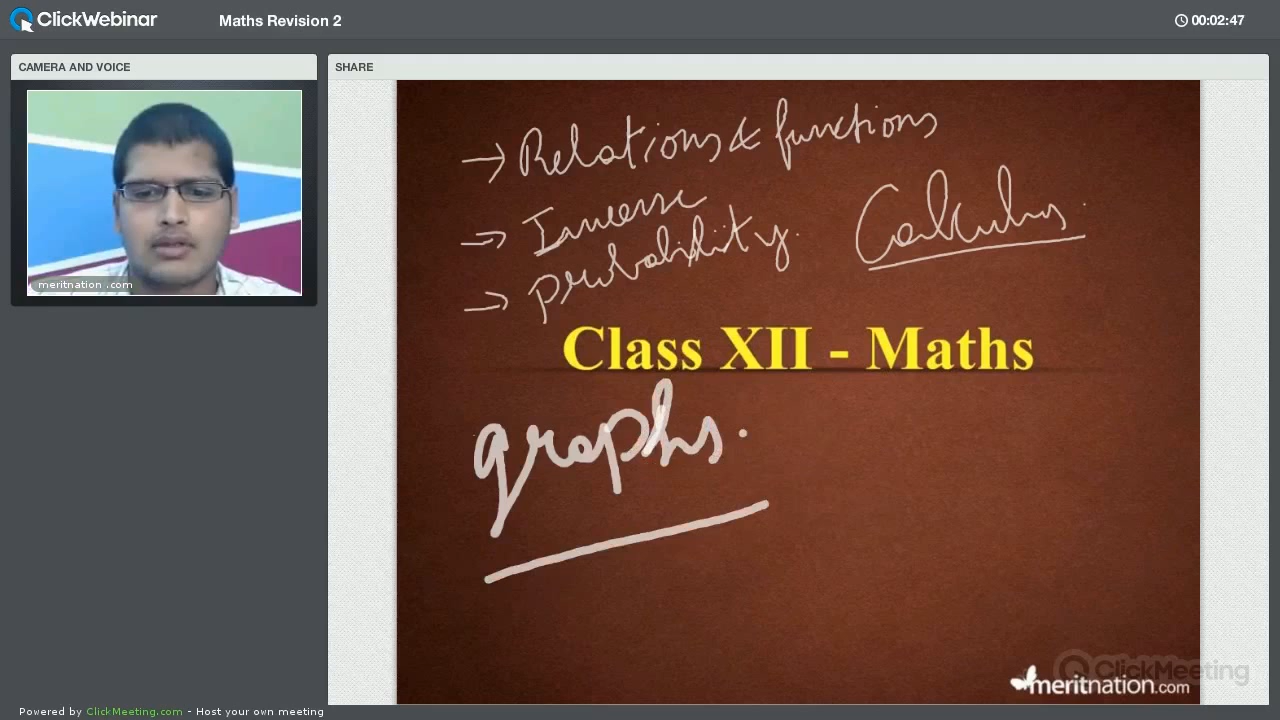 ClickWebinar
Maths Revision 2
00:02:47
CAMERA AND VOICE
SHARE
meritnation .com
→ Relations & functions
→ Inverse
→ probability.
Calculus.
Class XII - Maths
graphs.
ClickMeeting
meritnation.com
Powered by ClickMeeting.com - Host your own meeting